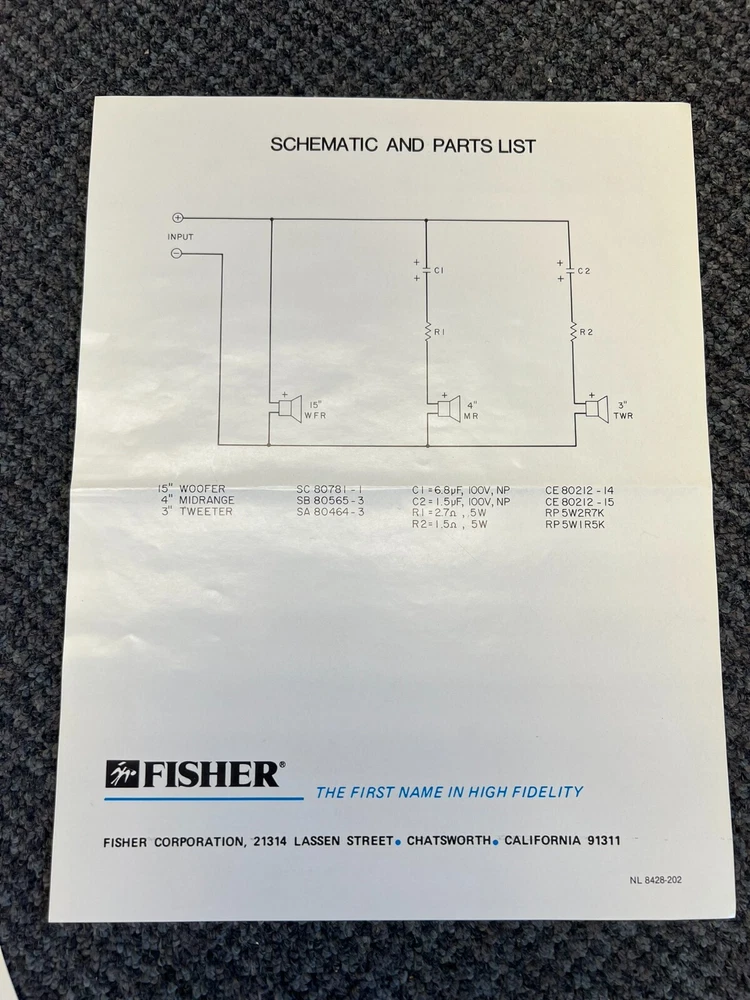 SCHEMATIC AND PARTS LIST
+
INPUT
−
+ C1
+
+ C2
+
R1
R2
+ 15" WFR
+ 4" MR
+ 3" TWR
15" WOOFER SC 80781-1 C1=6.8µF, 100V, NP CE 80212-14
4" MIDRANGE SB 80565-3 C2=1.5µF, 100V, NP CE 80212-15
3" TWEETER SA 80464-3 R1=2.7Ω, 5W RP 5W2R7K
R2=1.5Ω, 5W RP 5W1R5K
FISHER®
THE FIRST NAME IN HIGH FIDELITY
FISHER CORPORATION, 21314 LASSEN STREET • CHATSWORTH • CALIFORNIA 91311
NL 8428-202